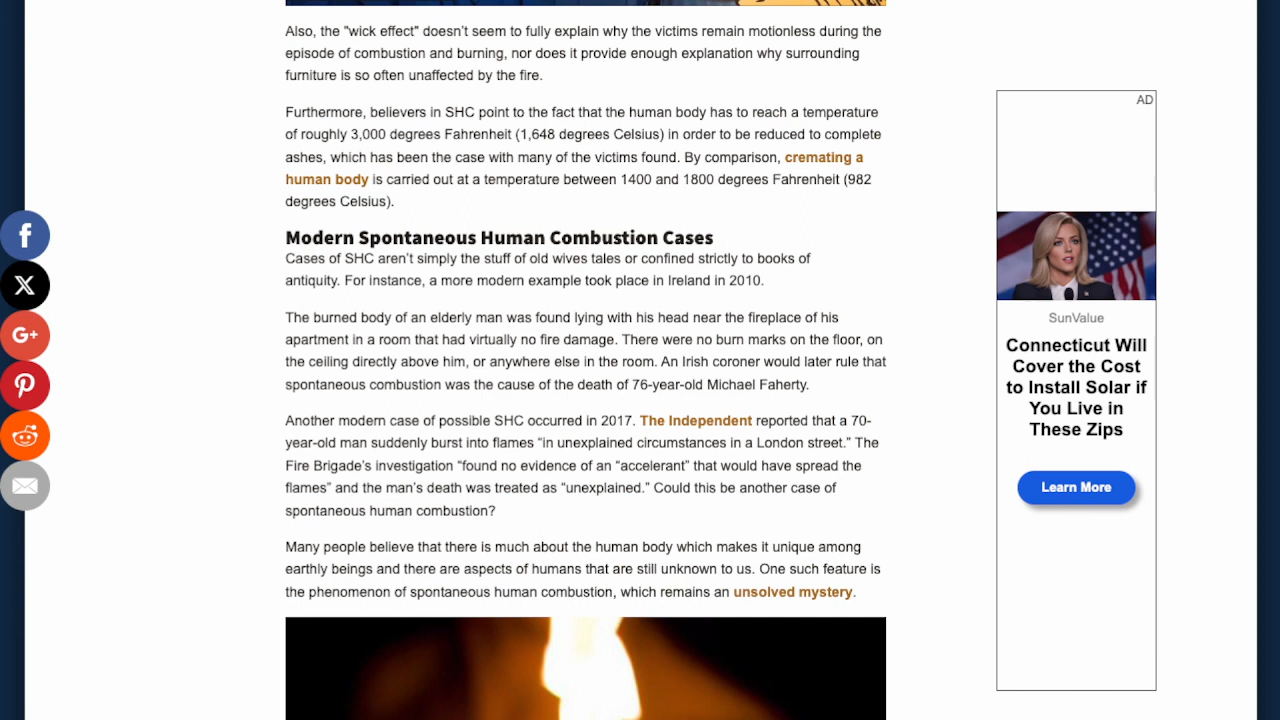 Also, the "wick effect" doesn’t seem to fully explain why the victims remain motionless during the
episode of combustion and burning, nor does it provide enough explanation why surrounding
furniture is so often unaffected by the fire.
Furthermore, believers in SHC point to the fact that the human body has to reach a temperature
of roughly 3,000 degrees Fahrenheit (1,648 degrees Celsius) in order to be reduced to complete
ashes, which has been the case with many of the victims found. By comparison, cremating a
human body is carried out at a temperature between 1400 and 1800 degrees Fahrenheit (982
degrees Celsius).
Modern Spontaneous Human Combustion Cases
Cases of SHC aren’t simply the stuff of old wives tales or confined strictly to books of
antiquity. For instance, a more modern example took place in Ireland in 2010.
The burned body of an elderly man was found lying with his head near the fireplace of his
apartment in a room that had virtually no fire damage. There were no burn marks on the floor, on
the ceiling directly above him, or anywhere else in the room. An Irish coroner would later rule that
spontaneous combustion was the cause of the death of 76-year-old Michael Faherty.
Another modern case of possible SHC occurred in 2017. The Independent reported that a 70-
year-old man suddenly burst into flames “in unexplained circumstances in a London street.” The
Fire Brigade’s investigation “found no evidence of an “accelerant” that would have spread the
flames” and the man’s death was treated as “unexplained.” Could this be another case of
spontaneous human combustion?
Many people believe that there is much about the human body which makes it unique among
earthly beings and there are aspects of humans that are still unknown to us. One such feature is
the phenomenon of spontaneous human combustion, which remains an unsolved mystery.
AD
SunValue
Connecticut Will
Cover the Cost
to Install Solar if
You Live in
These Zips
Learn More
f
X
G+